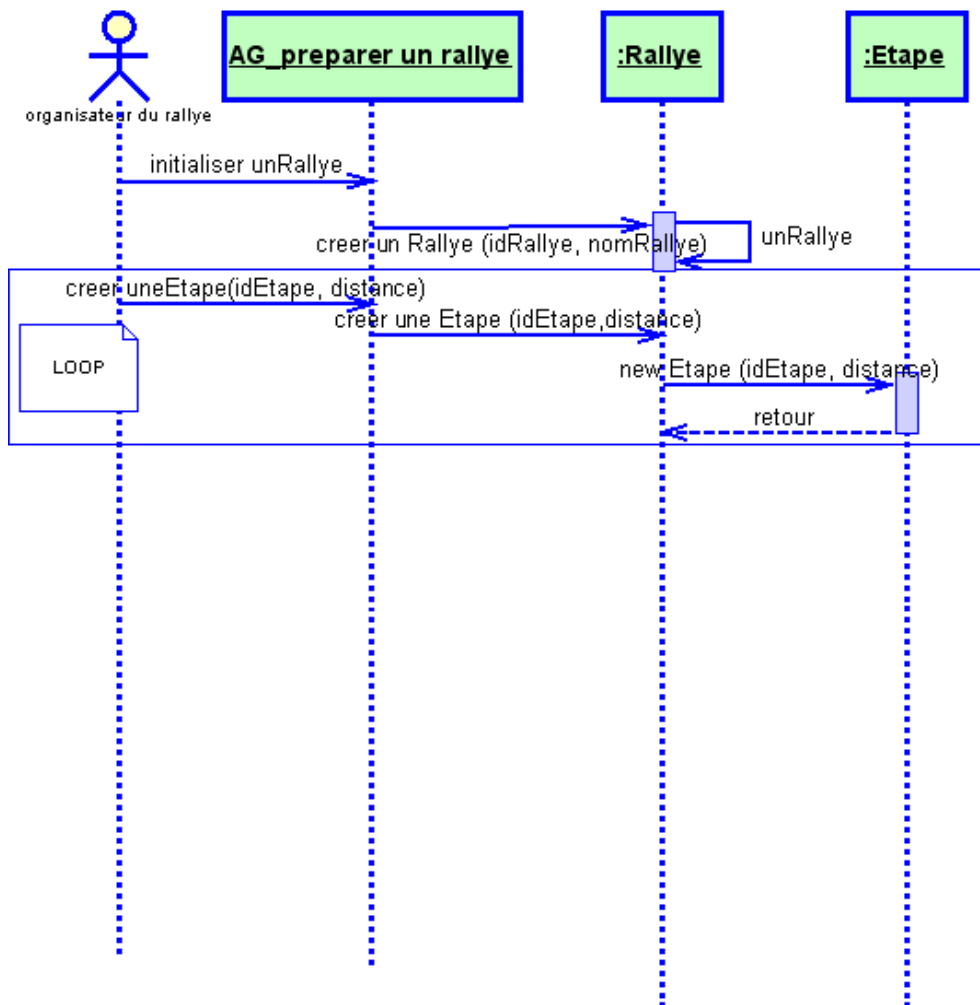 AG_preparer un rallye
:Rallye
:Etape
organisateur du rallye
initialiser unRallye
creer un Rallye (idRallye, nomRallye)
unRallye
creer uneEtape(idEtape, distance)
creer une Etape (idEtape,distance)
LOOP
new Etape (idEtape, distance)
retour